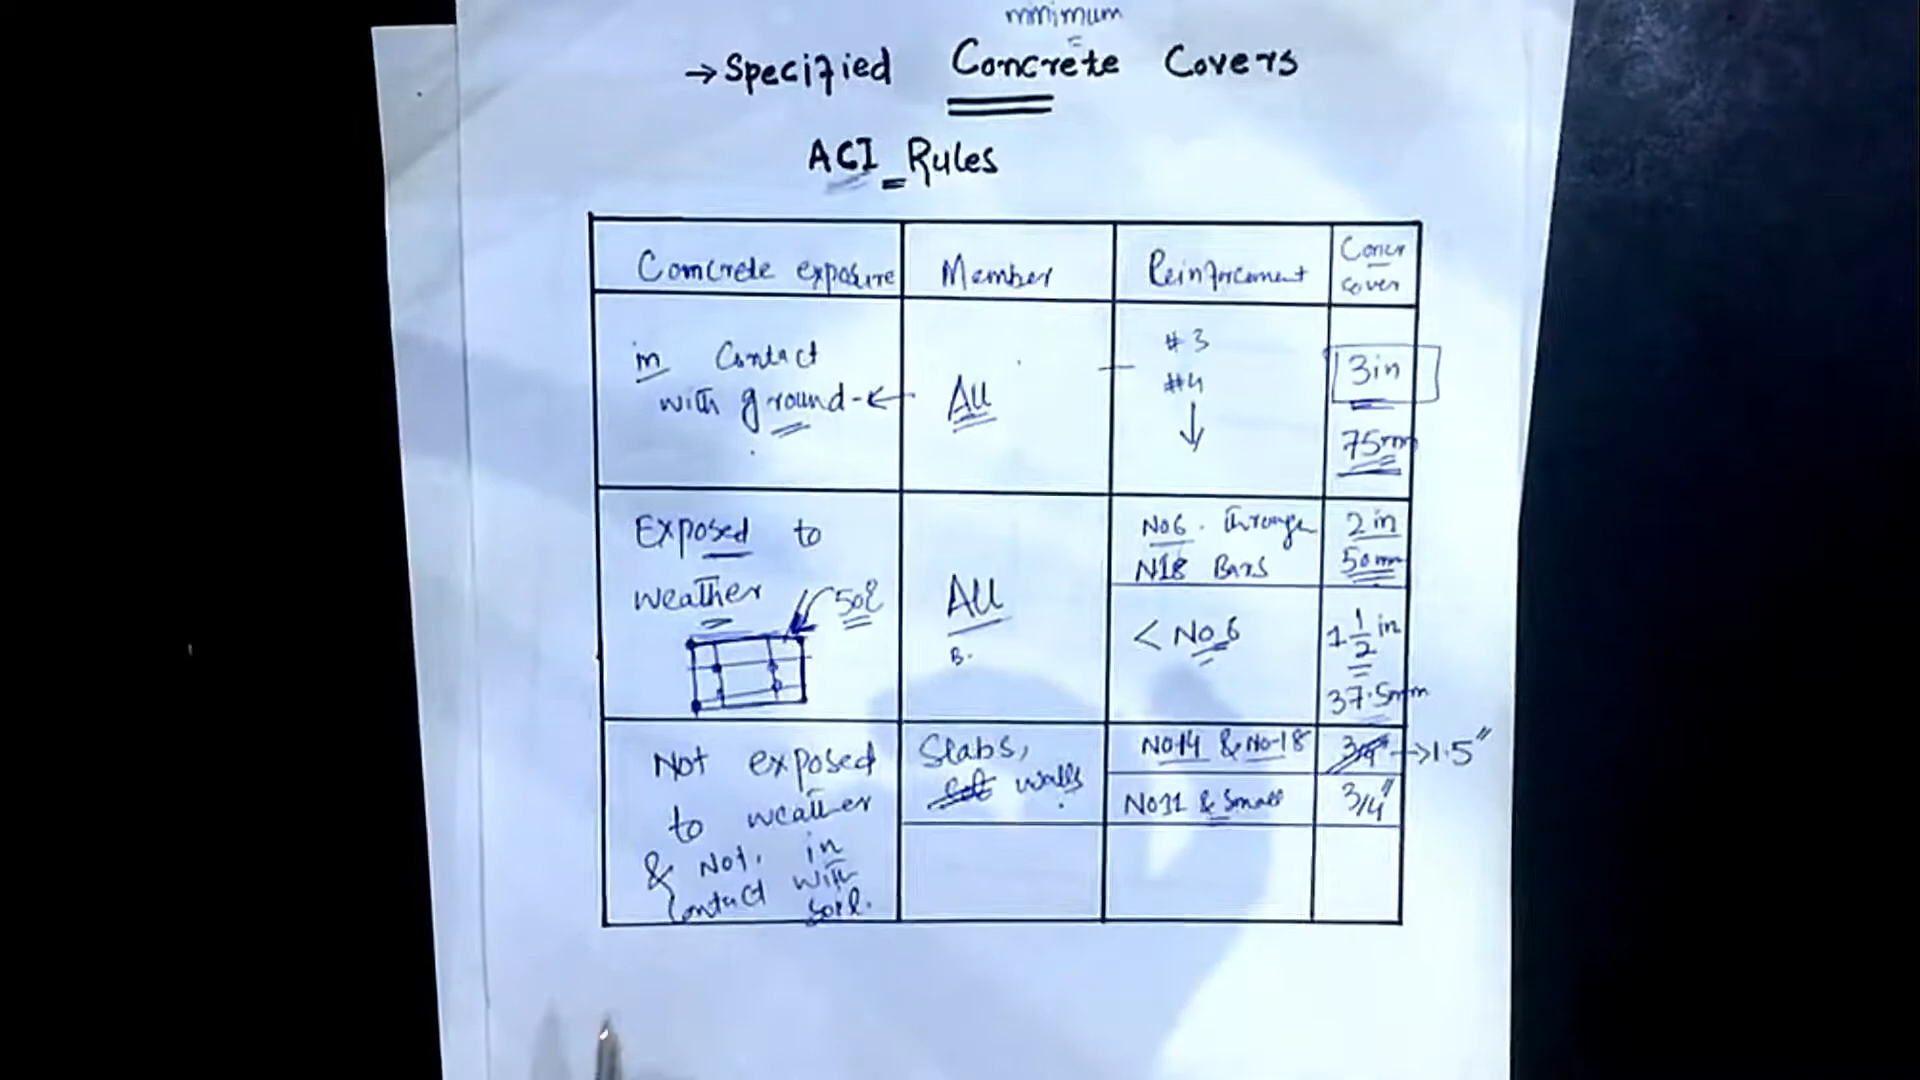 minimum
→ Specified Concrete Covers
ACI_Rules
Concrete exposure Member Reinforcement Concr cover
in Contact
with ground
All
#3
#4
3in
75mm
Exposed to
weather
50l
All
B.
No6. Through
N18 Bars
2 in
50mm
< No 6
1 1/2 in
37.5mm
Not exposed
to weather
& Not. in
Contact with
soil.
Slabs,
walls
No14 & No-18
→1.5"
No11 & Small
3/4"